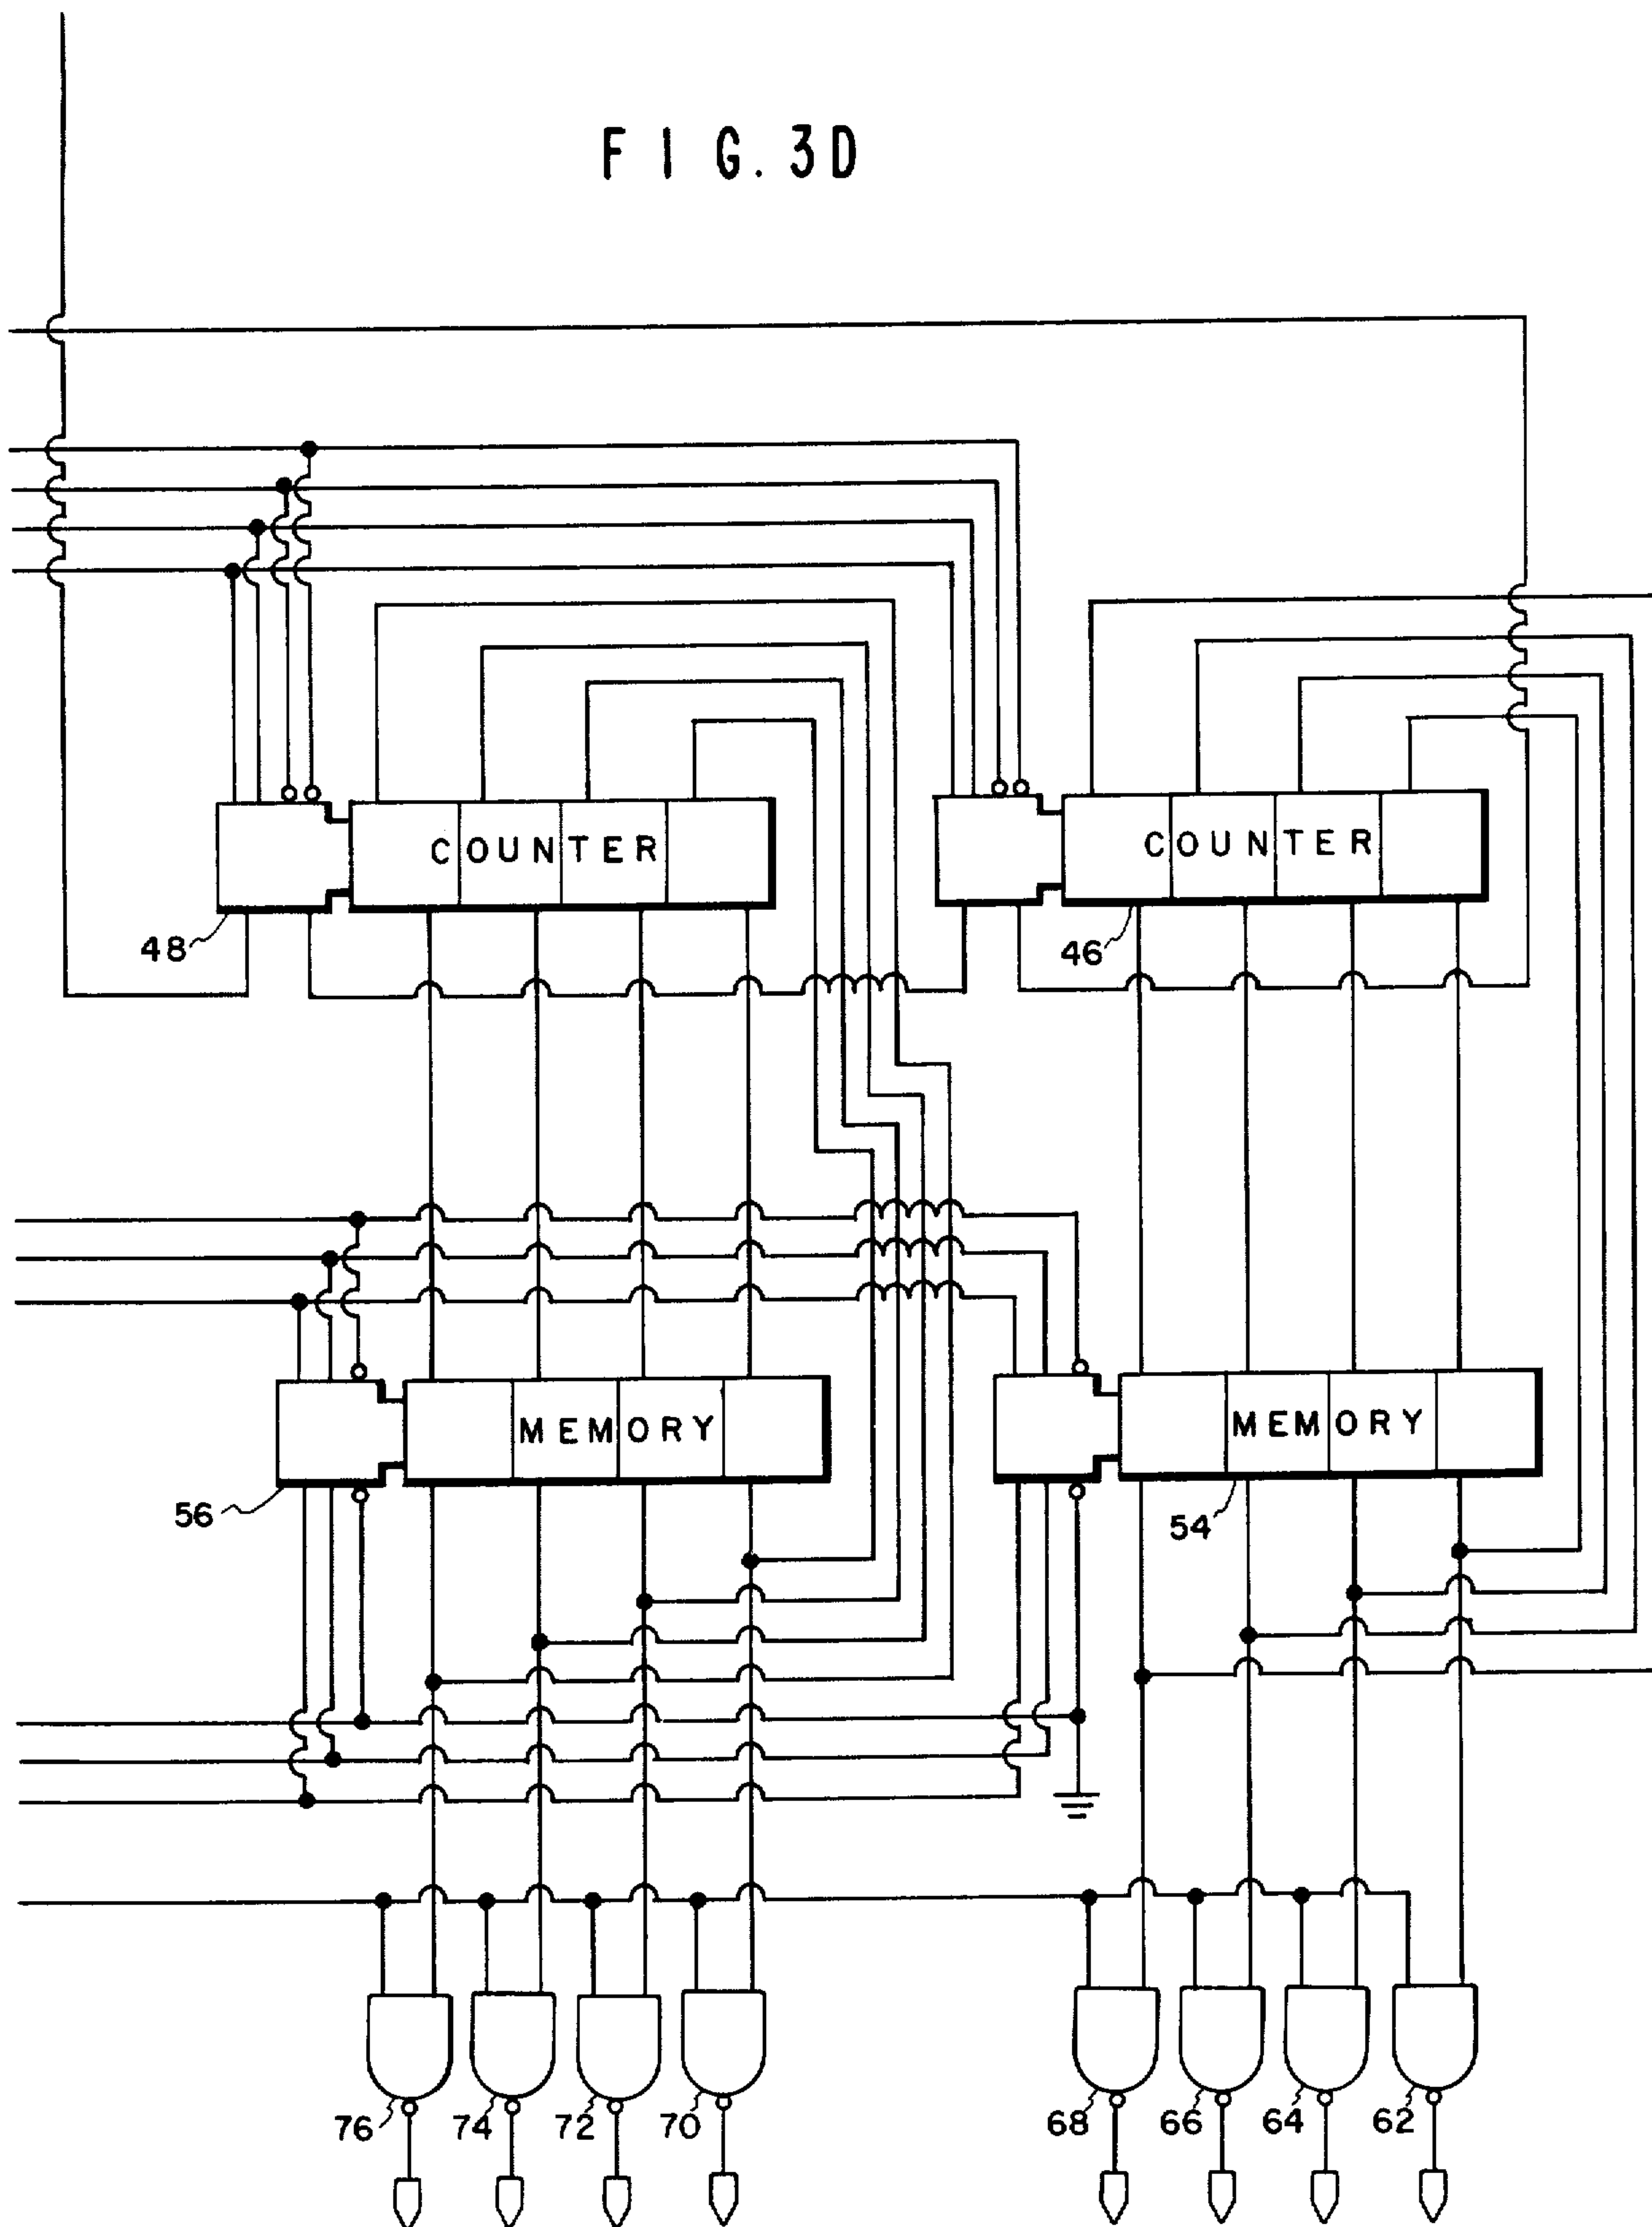 FIG. 3D
COUNTER COUNTER
48 46
MEMORY MEMORY
56 54
76 74 72 70 68 66 64 62